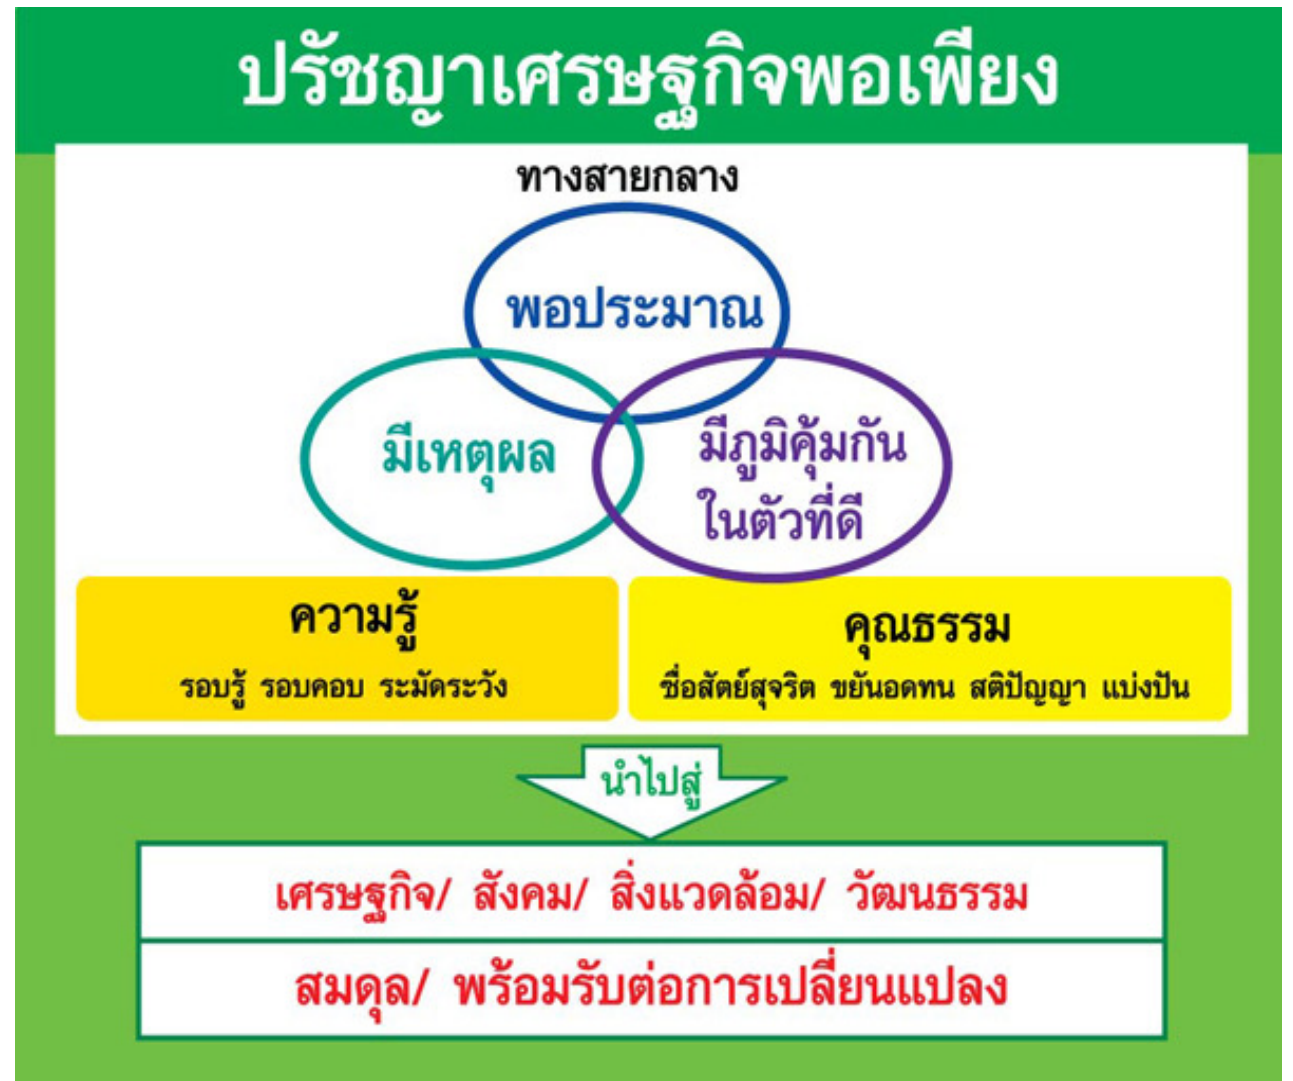 ปรัชญาเศรษฐกิจพอเพียง
ทางสายกลาง
พอประมาณ
มีเหตุผล
มีภูมิคุ้มกัน
ในตัวที่ดี
ความรู้
รอบรู้ รอบคอบ ระมัดระวัง
คุณธรรม
ซื่อสัตย์สุจริต ขยันอดทน สติปัญญา แบ่งปัน
นำไปสู่
เศรษฐกิจ/ สังคม/ สิ่งแวดล้อม/ วัฒนธรรม
สมดุล/ พร้อมรับต่อการเปลี่ยนแปลง